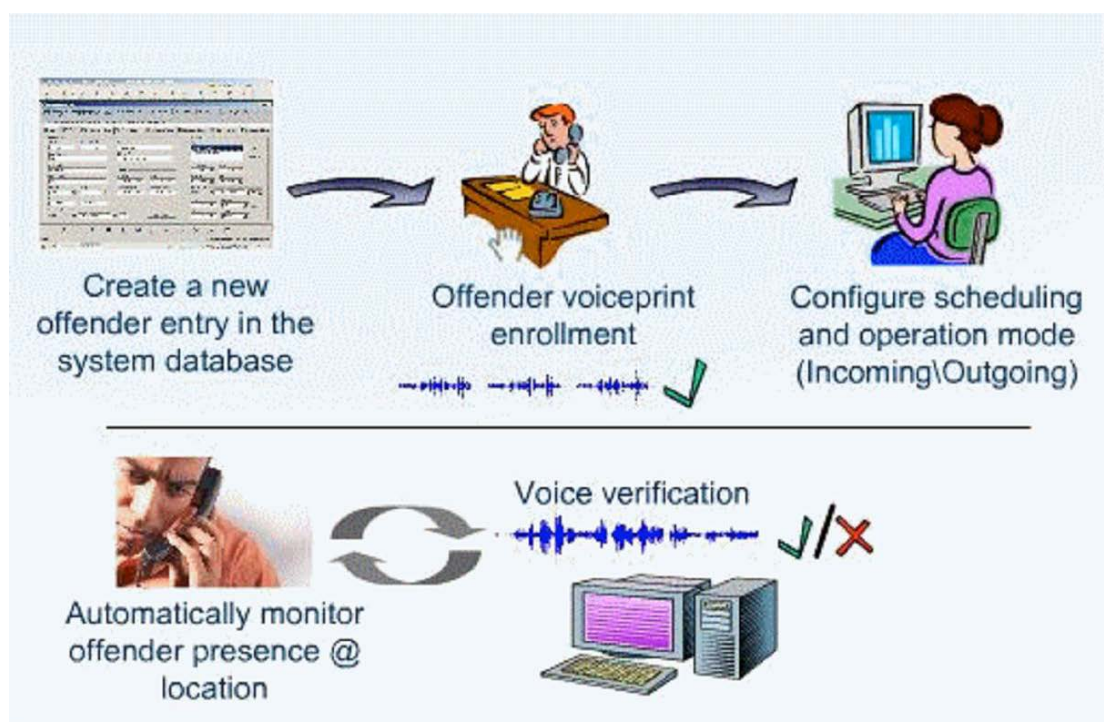 Create a new
offender entry in the
system database
Offender voiceprint
enrollment
Configure scheduling
and operation mode
(Incoming\Outgoing)
Automatically monitor
offender presence @
location
Voice verification